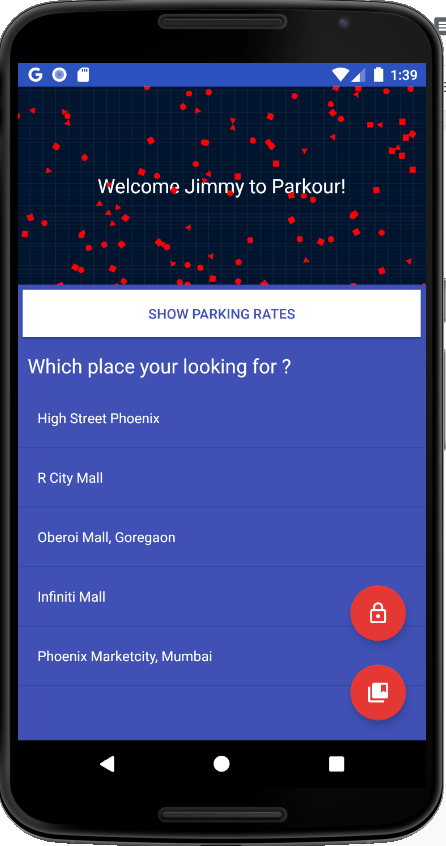 G 1:39
Welcome Jimmy to Parkour!
SHOW PARKING RATES
Which place your looking for ?
High Street Phoenix
R City Mall
Oberoi Mall, Goregaon
Infiniti Mall
Phoenix Marketcity, Mumbai